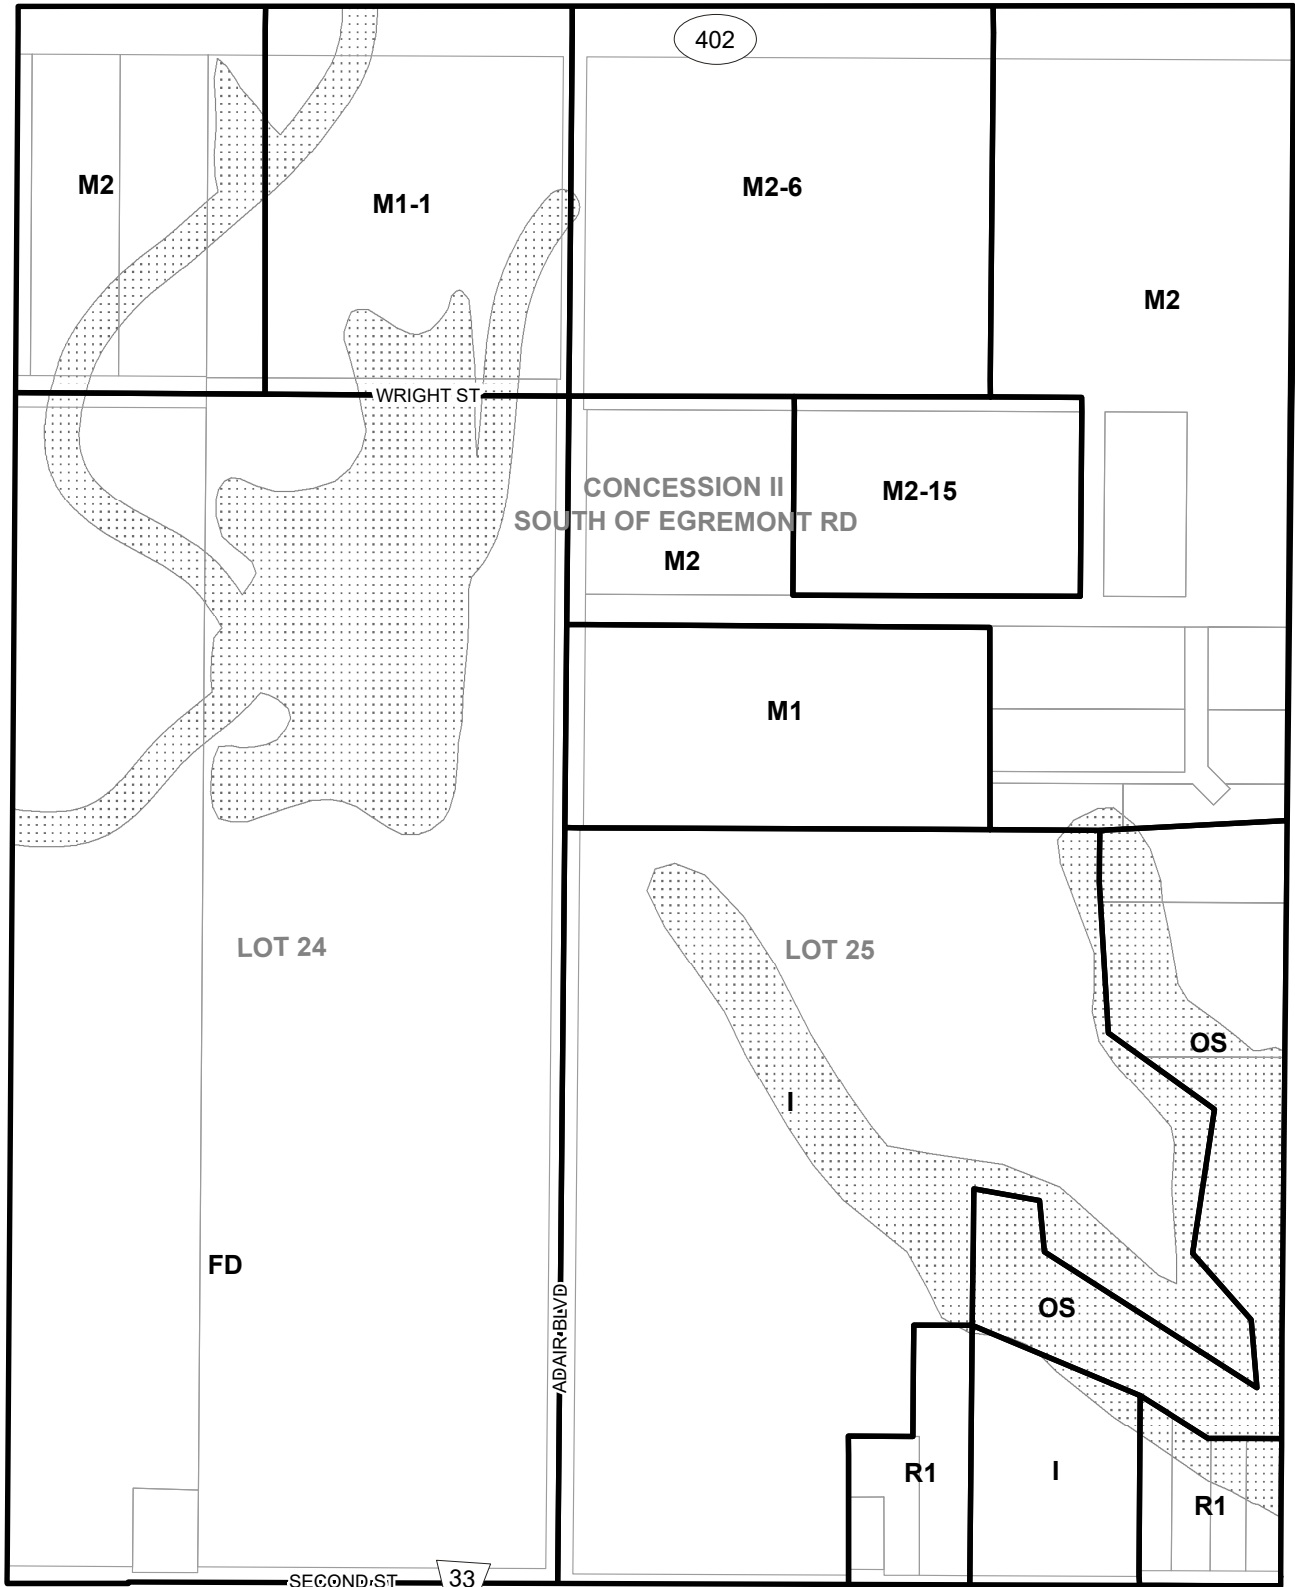 402
M2
M1-1
M2-6
M2
WRIGHT ST
CONCESSION II
SOUTH OF EGREMONT RD
M2-15
M2
M1
LOT 24
LOT 25
OS
I
FD
OS
ADAIR BLVD
R1
I
R1
SECOND ST
33